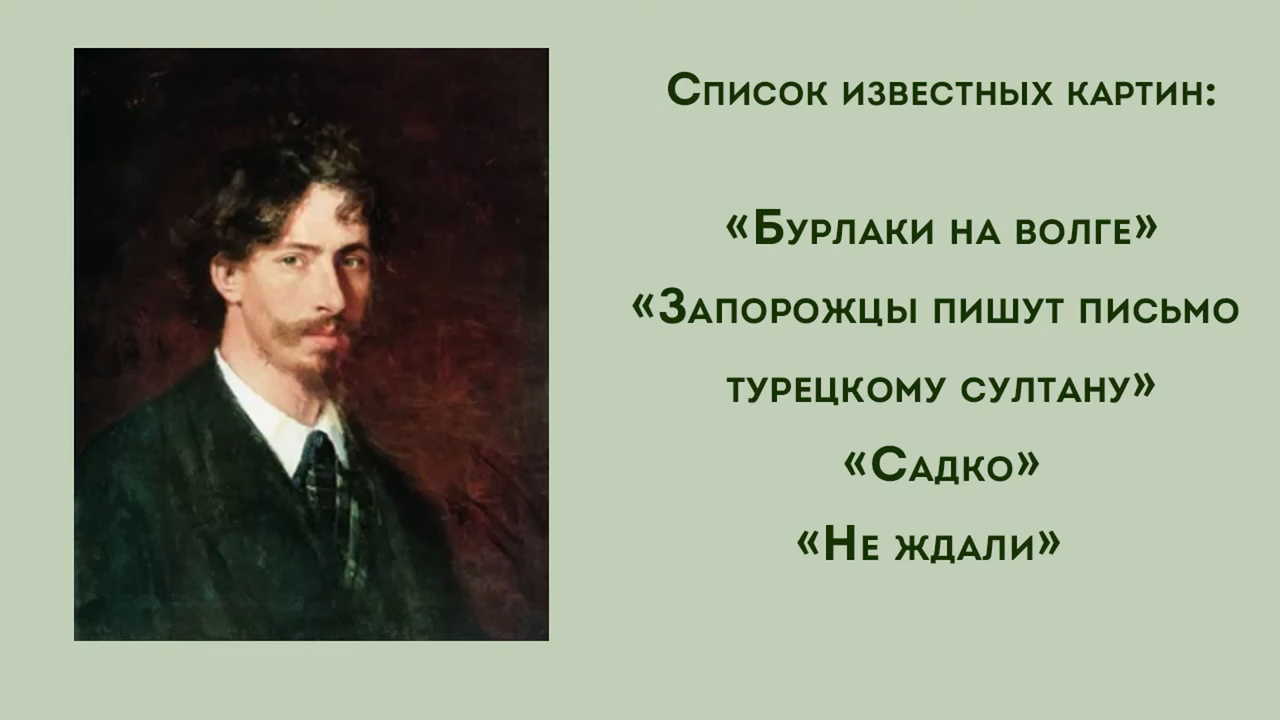 Список известных картин:
«Бурлаки на волге»
«Запорожцы пишут письмо
турецкому султану»
«Садко»
«Не ждали»